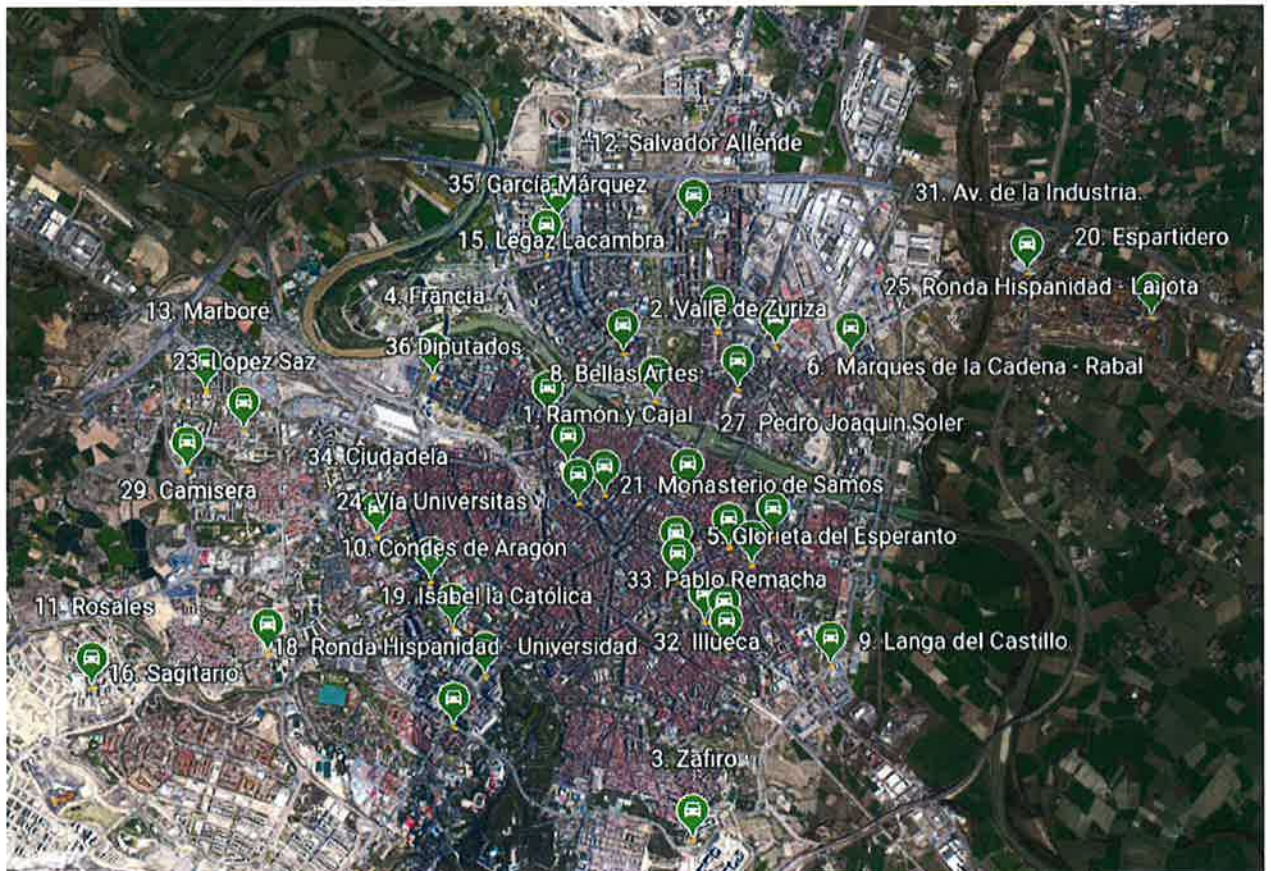 12. Salvador Allende
35. García Márquez
31. Av. de la Industria.
15. Legaz Lacambra
20. Espartidero
25. Ronda Hispanidad - Lajjota
4. Francia
2. Valle de Zuriza
13. Marboré
36 Diputados
23. López Saz
8. Bellas Artes
6. Marques de la Cadena - Rabal
1. Ramón y Cajal
27. Pedro Joaquin Soler
34. Ciudadela
29. Camisera
21 Monasterio de Samos
24. Vía Universitas
5. Glorieta del Esperanto
10. Condes de Aragón
33. Pablo Remacha
19. Isabel la Católica
11. Rosales
18. Ronda Hispanidad - Universidad
32. Illueca
9. Langa del Castillo
16. Sagitario
3. Zafiro